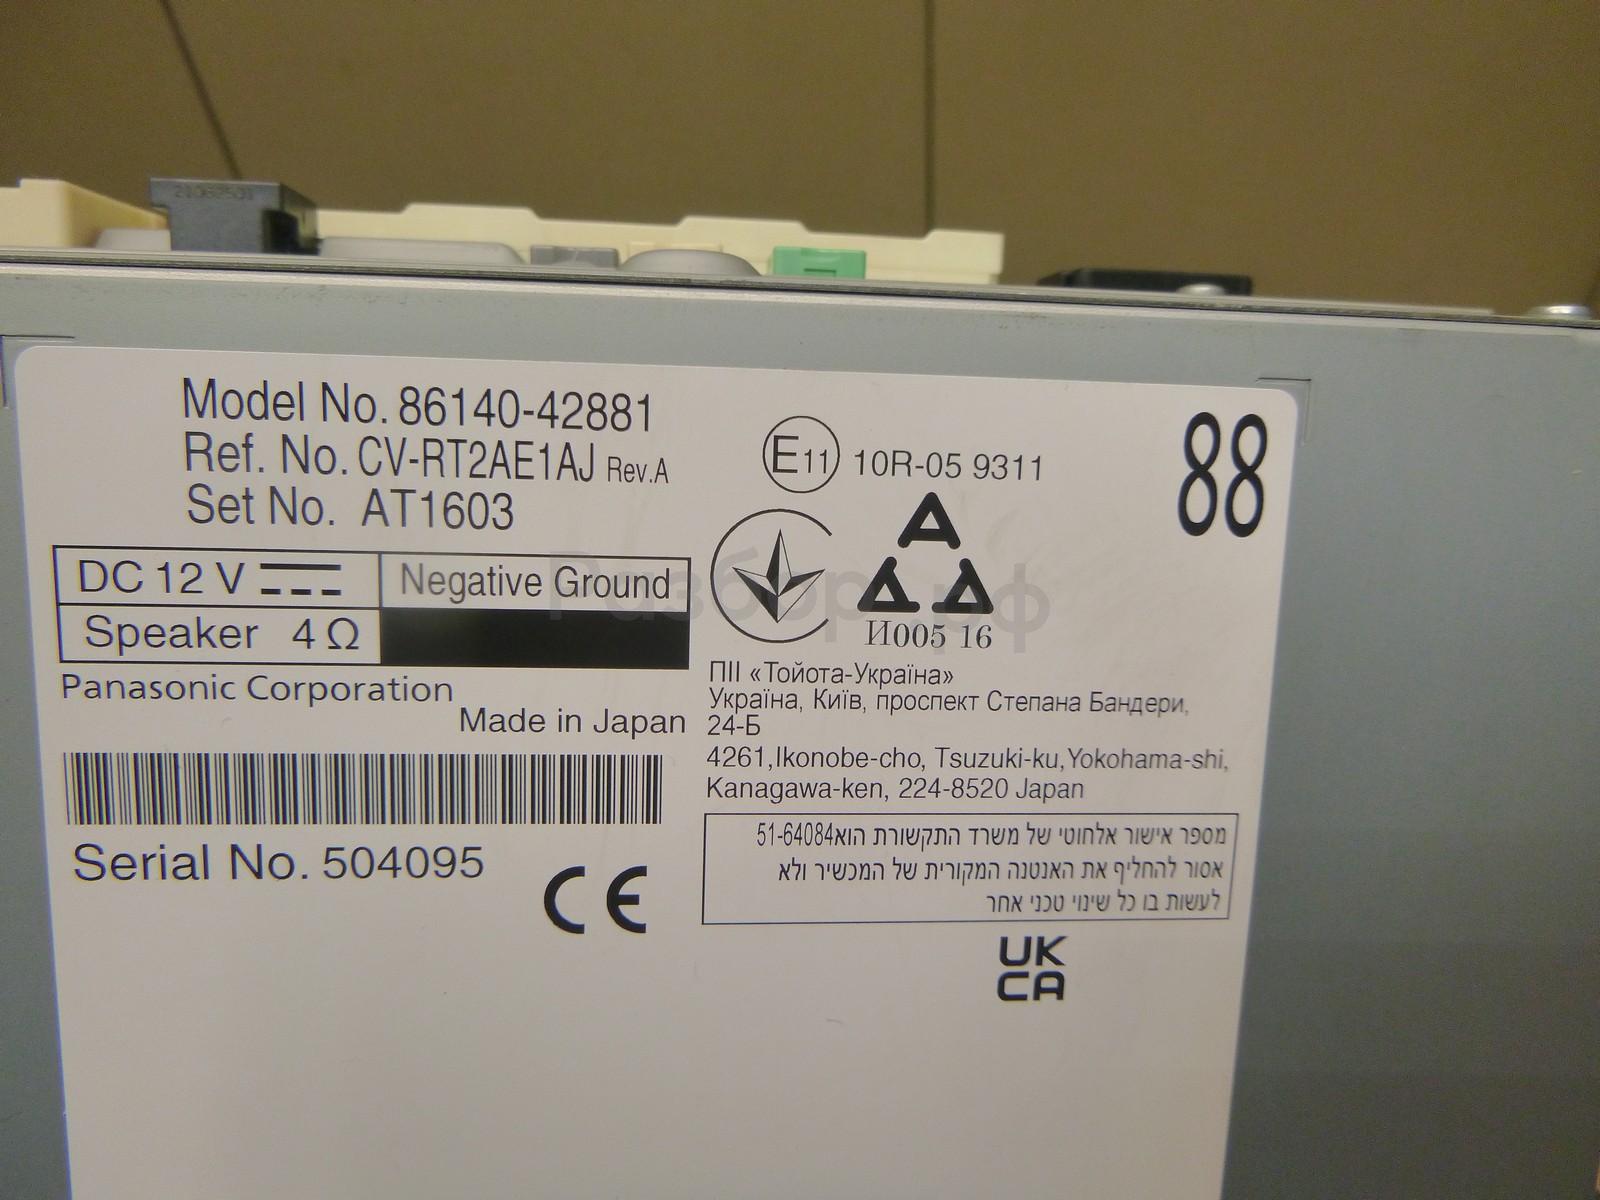 21062501
Model No. 86140-42881
Ref. No. CV-RT2AE1AJ Rev.A
Set No. AT1603
E11 10R-05 9311
88
DC 12 V
Negative Ground
Speaker 4 Ω
Panasonic Corporation
Made in Japan
Serial No. 504095
CE
И005 16
ПІІ «Тойота-Україна»
Україна, Київ, проспект Степана Бандери,
24-Б
4261,Ikonobe-cho, Tsuzuki-ku,Yokohama-shi,
Kanagawa-ken, 224-8520 Japan
מספר אישור אלחוטי של משרד התקשורת הוא51-64084
אסור להחליף את האנטנה המקורית של המכשיר ולא
לעשות בו כל שינוי טכני אחר
UK
CA
Разбор.рф